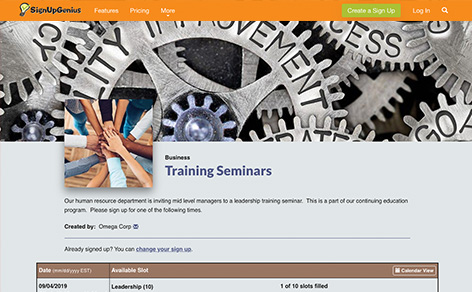 SignUpGenius Features Pricing More Create a Sign Up Log In
IMPROVEMENT
Business
Training Seminars
Our human resource department is inviting mid level managers to a leadership training seminar. This is a part of our continuing education
program. Please sign up for one of the following times.
Created by: Omega Corp
Already signed up? You can change your sign up.
Date (mm/dd/yyyy EST) Available Slot Calendar View
09/04/2019 Leadership (10) 1 of 10 slots filled